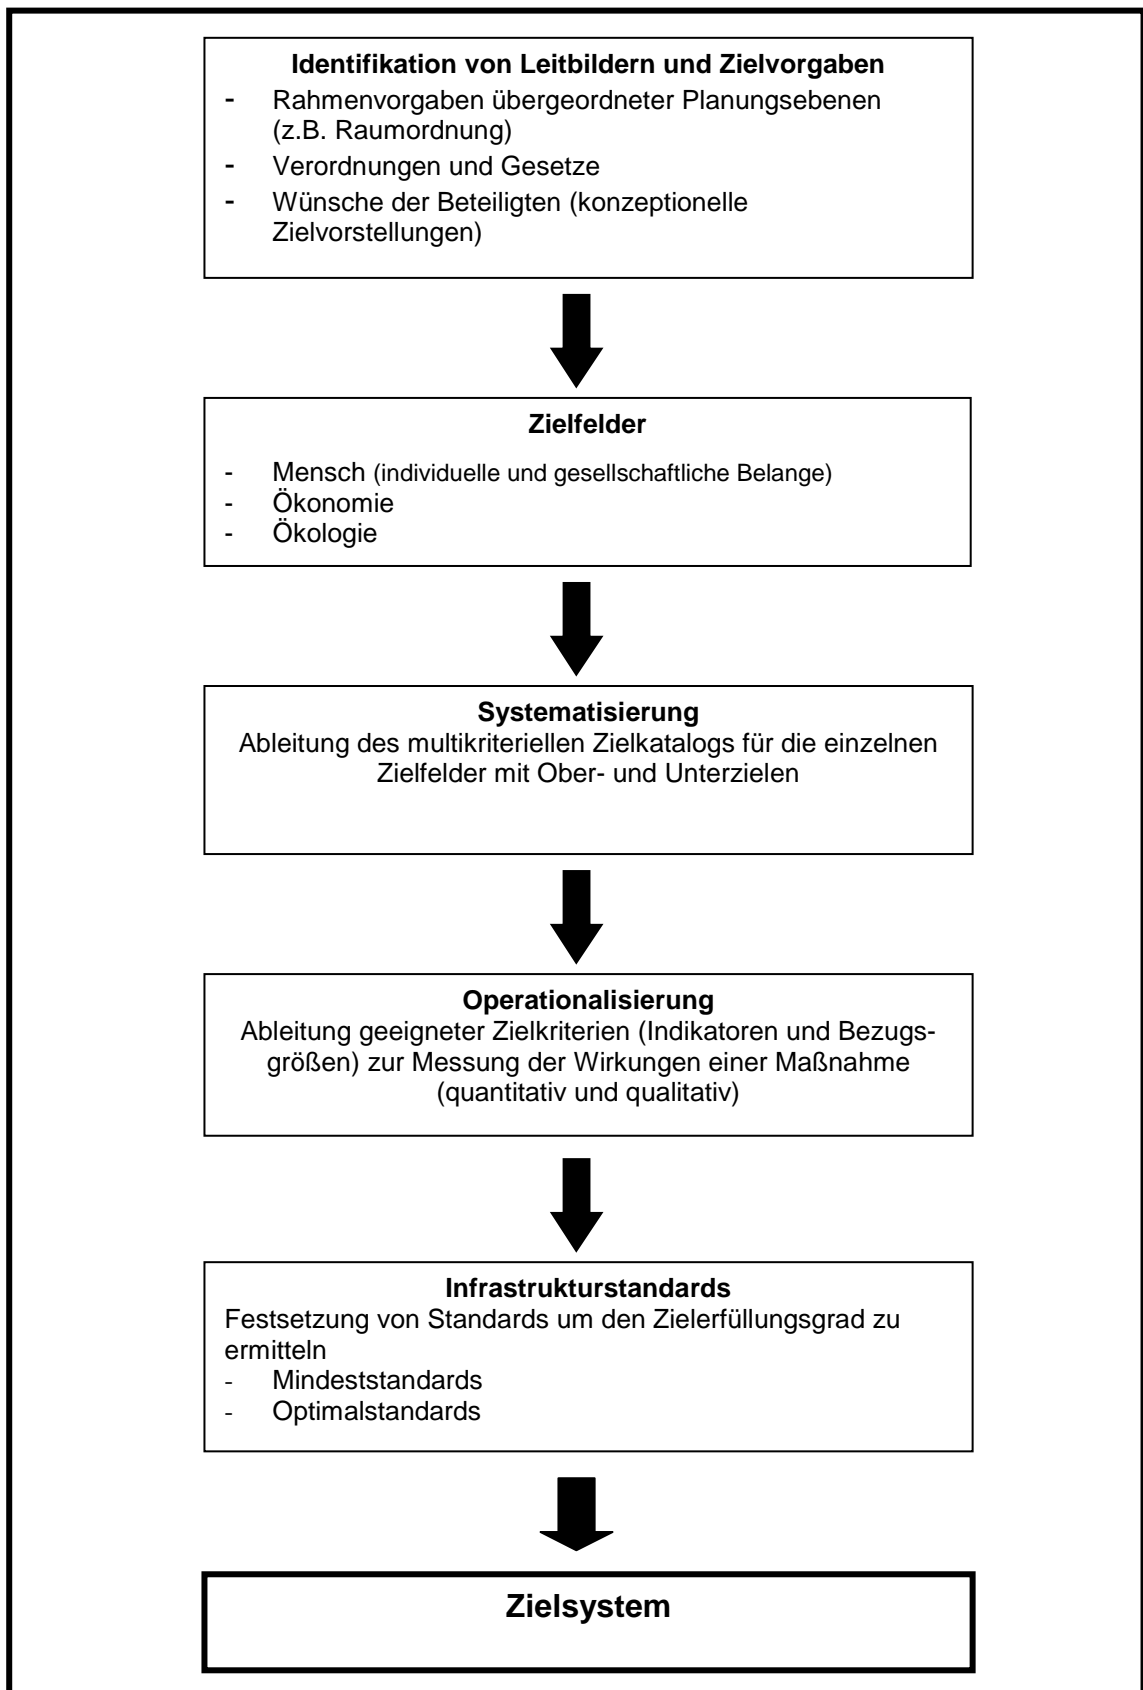 Identifikation von Leitbildern und Zielvorgaben
- Rahmenvorgaben übergeordneter Planungsebenen
(z.B. Raumordnung)
- Verordnungen und Gesetze
- Wünsche der Beteiligten (konzeptionelle
Zielvorstellungen)
Zielfelder
- Mensch (individuelle und gesellschaftliche Belange)
- Ökonomie
- Ökologie
Systematisierung
Ableitung des multikriteriellen Zielkatalogs für die einzelnen
Zielfelder mit Ober- und Unterzielen
Operationalisierung
Ableitung geeigneter Zielkriterien (Indikatoren und Bezugs-
größen) zur Messung der Wirkungen einer Maßnahme
(quantitativ und qualitativ)
Infrastrukturstandards
Festsetzung von Standards um den Zielerfüllungsgrad zu
ermitteln
- Mindeststandards
- Optimalstandards
Zielsystem